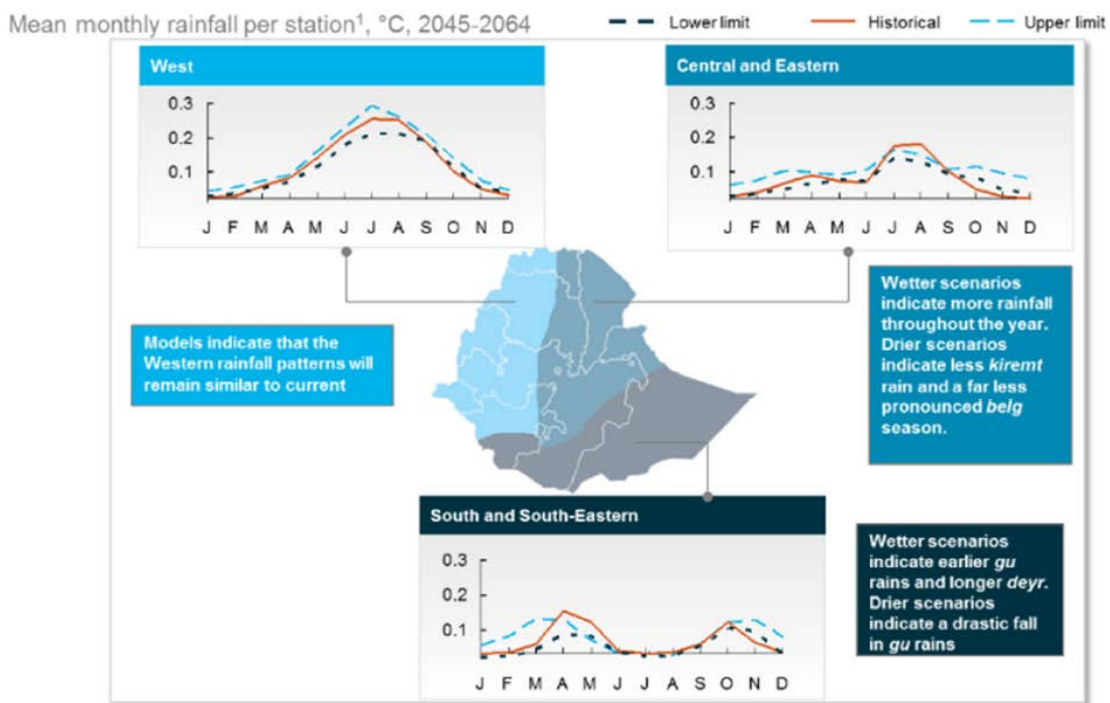 Mean monthly rainfall per station¹, °C, 2045-2064
Lower limit Historical Upper limit
West
0.3
0.2
0.1
J F M A M J J A S O N D
Central and Eastern
0.3
0.2
0.1
J F M A M J J A S O N D
Models indicate that the
Western rainfall patterns will
remain similar to current
Wetter scenarios
indicate more rainfall
throughout the year.
Drier scenarios
indicate less kiremt
rain and a far less
pronounced belg
season.
South and South-Eastern
0.3
0.2
0.1
J F M A M J J A S O N D
Wetter scenarios
indicate earlier gu
rains and longer deyr.
Drier scenarios
indicate a drastic fall
in gu rains